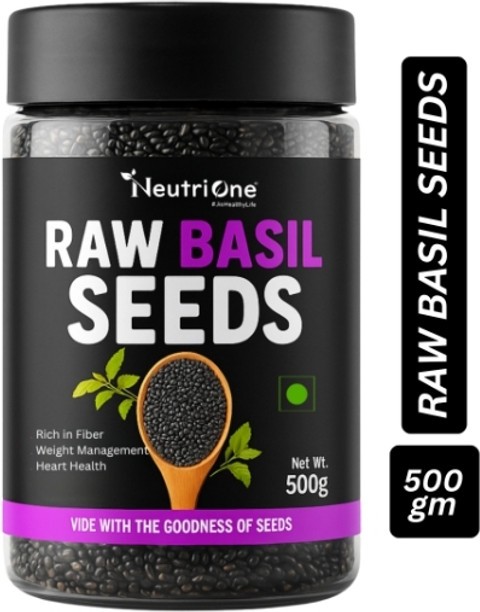 NeutriOne®
#JioHealthyLife
RAW BASIL
SEEDS
Rich in Fiber
Weight Management
Heart Health
Net Wt.
500g
VIDE WITH THE GOODNESS OF SEEDS
RAW BASIL SEEDS
500
gm